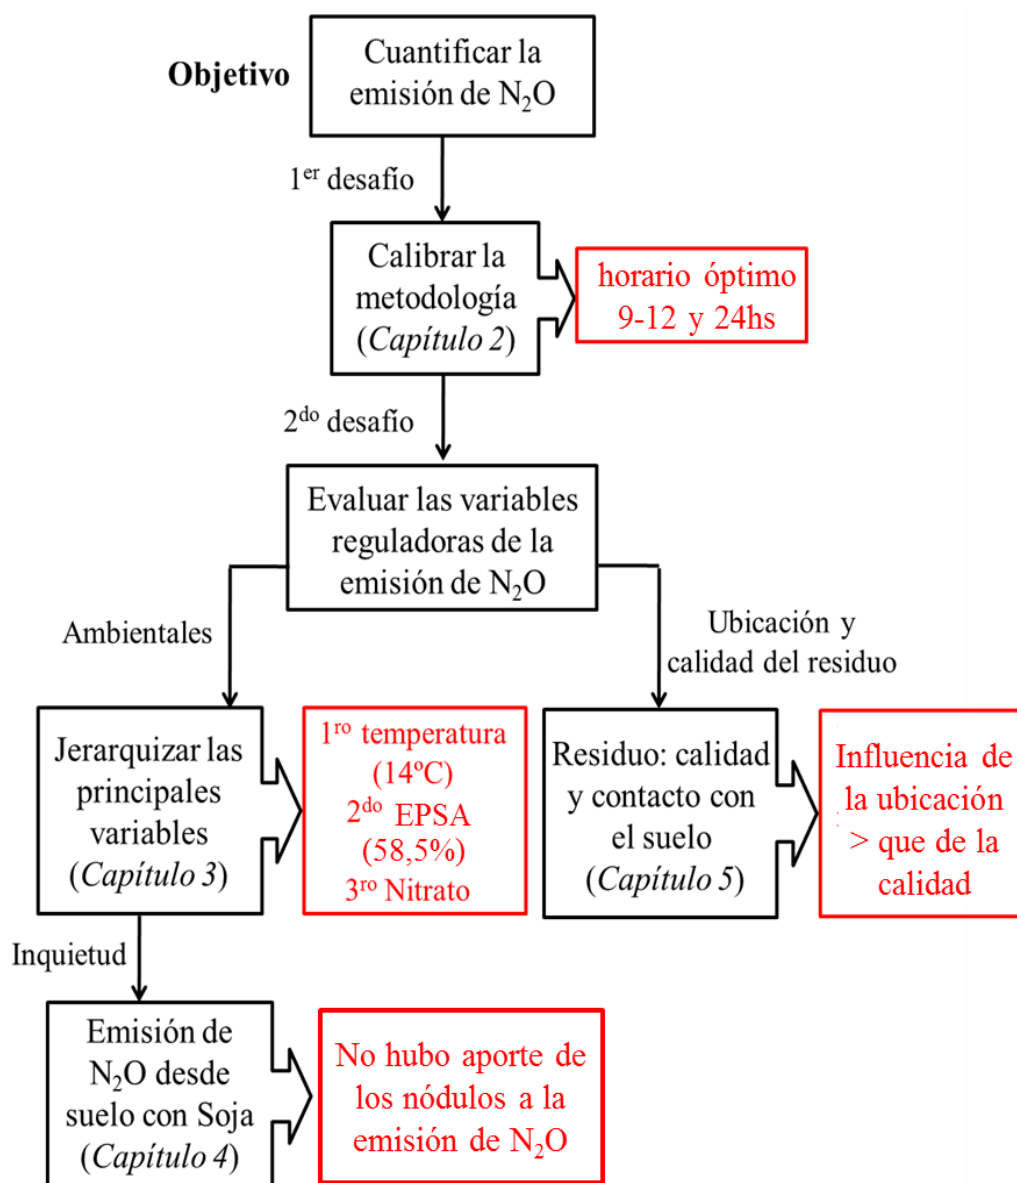 Objetivo
Cuantificar la
emisión de N₂O
1er desafío
Calibrar la
metodología
(Capítulo 2)
horario óptimo
9-12 y 24hs
2do desafío
Evaluar las variables
reguladoras de la
emisión de N₂O
Ambientales
Ubicación y
calidad del residuo
Jerarquizar las
principales
variables
(Capítulo 3)
1ro temperatura
(14ºC)
2do EPSA
(58,5%)
3ro Nitrato
Residuo: calidad
y contacto con
el suelo
(Capítulo 5)
Influencia de
la ubicación
> que de la
calidad
Inquietud
Emisión de
N₂O desde
suelo con Soja
(Capítulo 4)
No hubo aporte de
los nódulos a la
emisión de N₂O